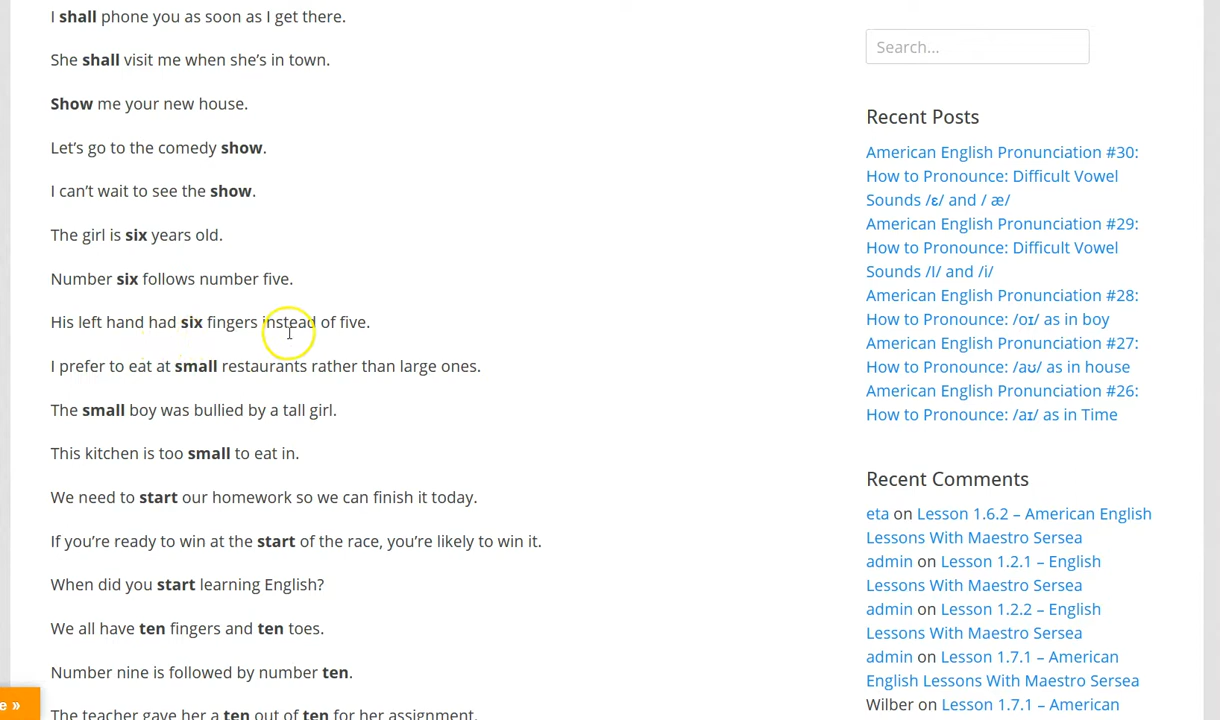 I shall phone you as soon as I get there.
She shall visit me when she's in town.
Show me your new house.
Let's go to the comedy show.
I can't wait to see the show.
The girl is six years old.
Number six follows number five.
His left hand had six fingers instead of five.
I prefer to eat at small restaurants rather than large ones.
The small boy was bullied by a tall girl.
This kitchen is too small to eat in.
We need to start our homework so we can finish it today.
If you're ready to win at the start of the race, you're likely to win it.
When did you start learning English?
We all have ten fingers and ten toes.
Number nine is followed by number ten.
The teacher gave her a ten out of ten for her assignment.
e »
Search...
Recent Posts
American English Pronunciation #30:
How to Pronounce: Difficult Vowel
Sounds /ɛ/ and / æ/
American English Pronunciation #29:
How to Pronounce: Difficult Vowel
Sounds /I/ and /i/
American English Pronunciation #28:
How to Pronounce: /oɪ/ as in boy
American English Pronunciation #27:
How to Pronounce: /aʊ/ as in house
American English Pronunciation #26:
How to Pronounce: /aɪ/ as in Time
Recent Comments
eta on Lesson 1.6.2 – American English
Lessons With Maestro Sersea
admin on Lesson 1.2.1 – English
Lessons With Maestro Sersea
admin on Lesson 1.2.2 – English
Lessons With Maestro Sersea
admin on Lesson 1.7.1 – American
English Lessons With Maestro Sersea
Wilber on Lesson 1.7.1 – American